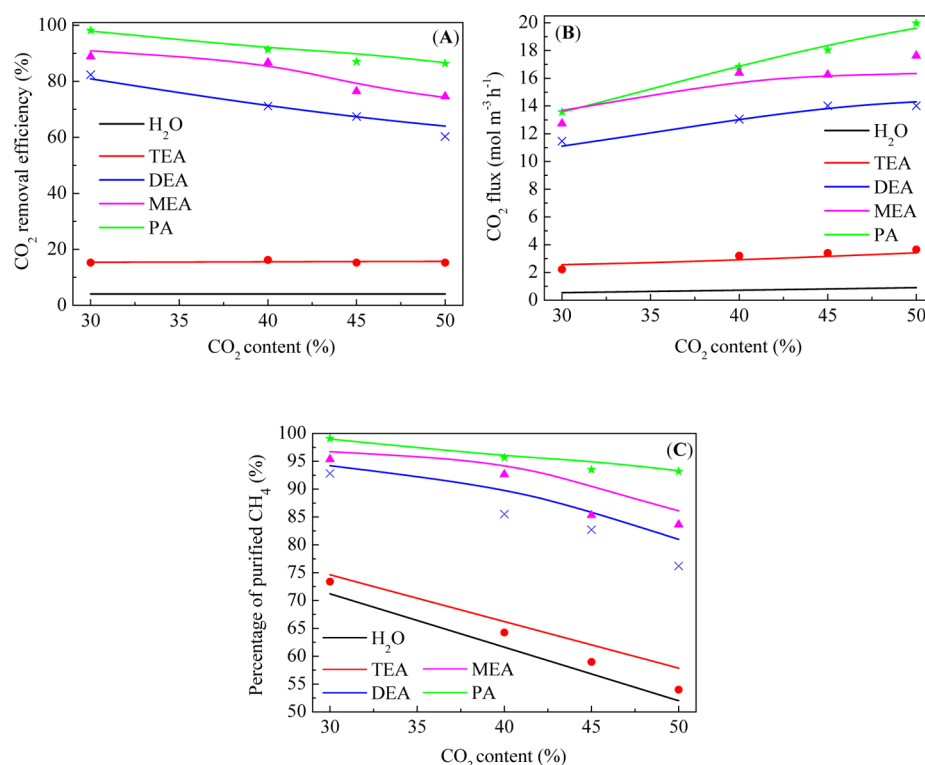 (A)
CO₂ removal efficiency (%)
100
80
60
40
20
0
H₂O
TEA
DEA
MEA
PA
30 35 40 45 50
CO₂ content (%)
(B)
CO₂ flux (mol m⁻³ h⁻¹)
20
18
16
14
12
10
8
6
4
2
0
H₂O
TEA
DEA
MEA
PA
30 35 40 45 50
CO₂ content (%)
(C)
Percentage of purified CH₄ (%)
100
95
90
85
80
75
70
65
60
55
50
H₂O
TEA MEA
DEA PA
30 35 40 45 50
CO₂ content (%)